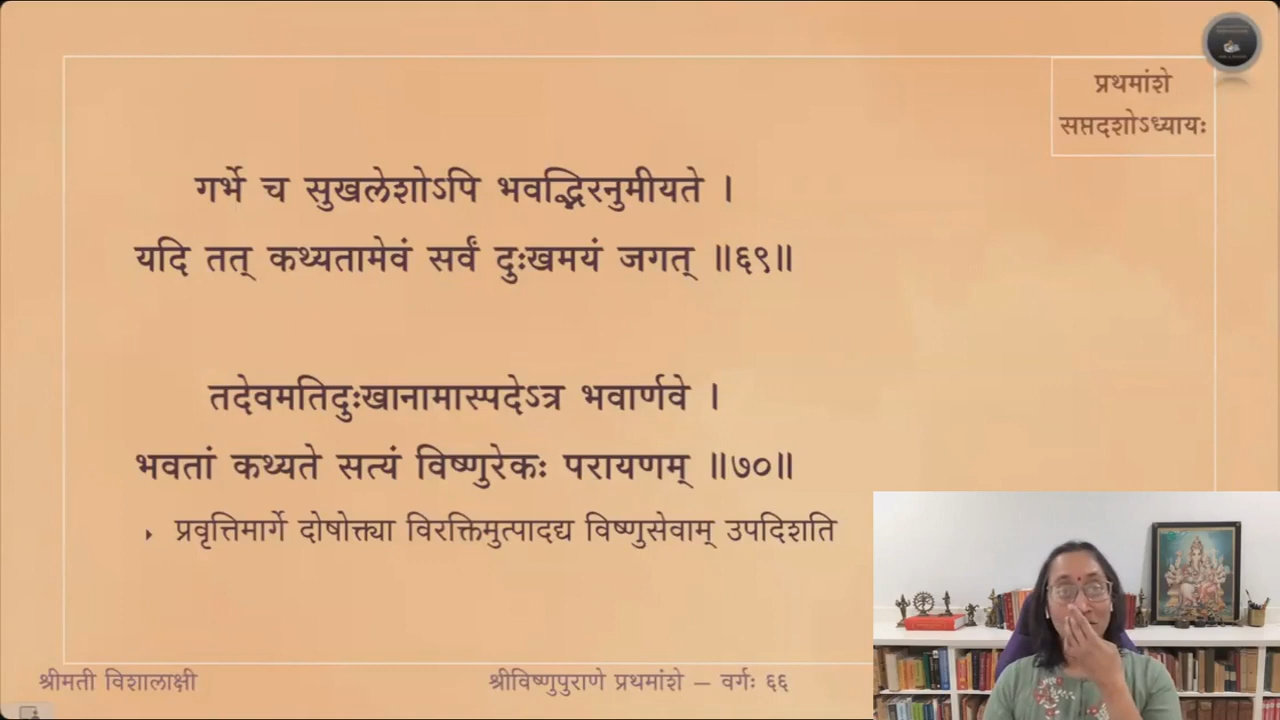 प्रथमांशे
सप्तदशोऽध्यायः
गर्भे च सुखलेशोऽपि भवद्भिरनुमीयते ।
यदि तत् कथ्यतामेवं सर्वं दुःखमयं जगत् ॥६९॥
तदेवमतिदुःखानामास्पदेऽत्र भवार्णवे ।
भवतां कथ्यते सत्यं विष्णुरेकः परायणम् ॥७०॥
प्रवृत्तिमार्गे दोषोक्त्या विरक्तिमुत्पादद्य विष्णुसेवाम् उपदिशति
श्रीमती विशालाक्षी
श्रीविष्णुपुराणे प्रथमांशे – वर्गः ६६